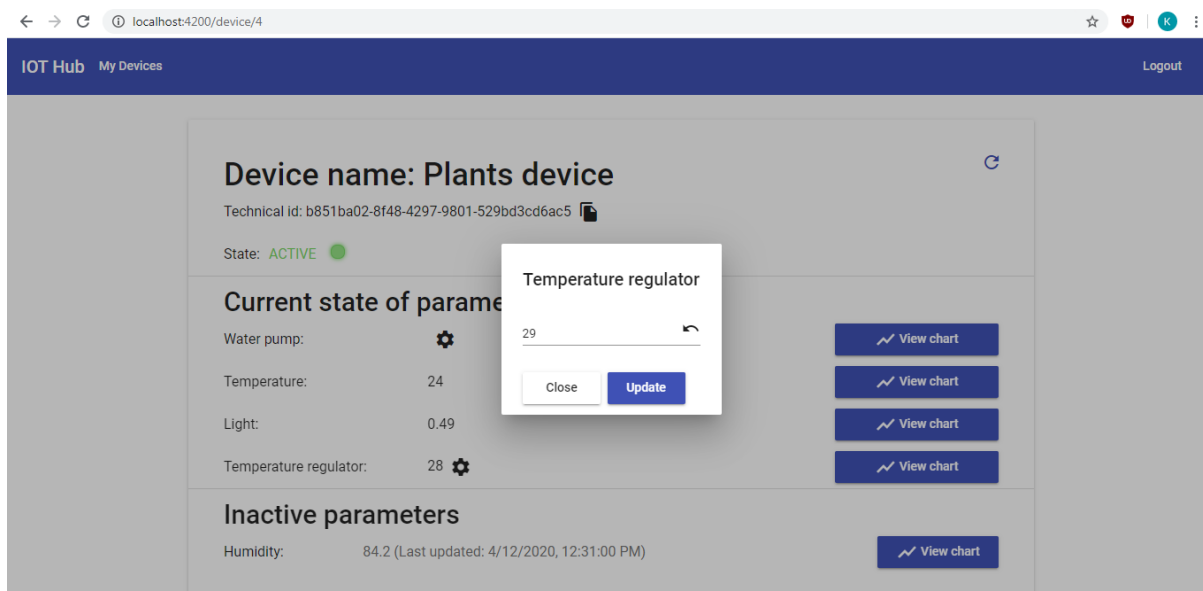 localhost:4200/device/4
K
IOT Hub My Devices Logout
Device name: Plants device
Technical id: b851ba02-8f48-4297-9801-529bd3cd6ac5
State: ACTIVE
Temperature regulator
29
Close Update
Current state of parame
Water pump: View chart
Temperature: 24 View chart
Light: 0.49 View chart
Temperature regulator: 28 View chart
Inactive parameters
Humidity: 84.2 (Last updated: 4/12/2020, 12:31:00 PM) View chart